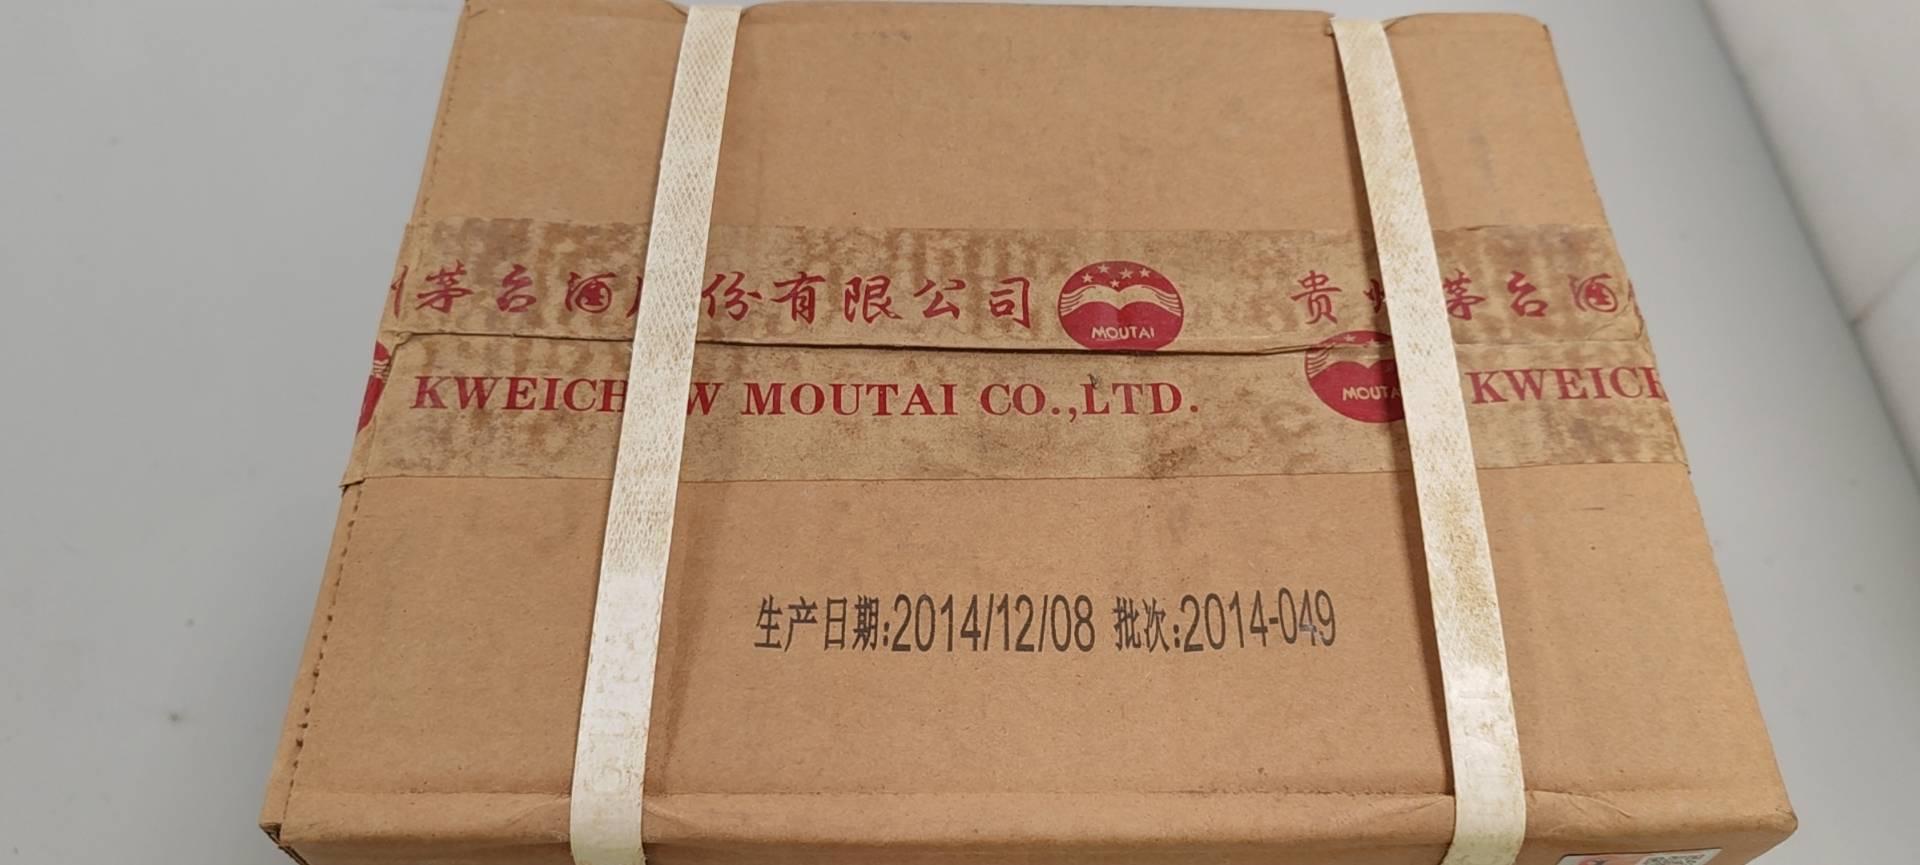 茅台酒 份有限公司 MOUTAI 贵州茅台酒
KWEICH W MOUTAI CO.,LTD. MOUTA KWEICH
生产日期:2014/12/08 批次:2014-049